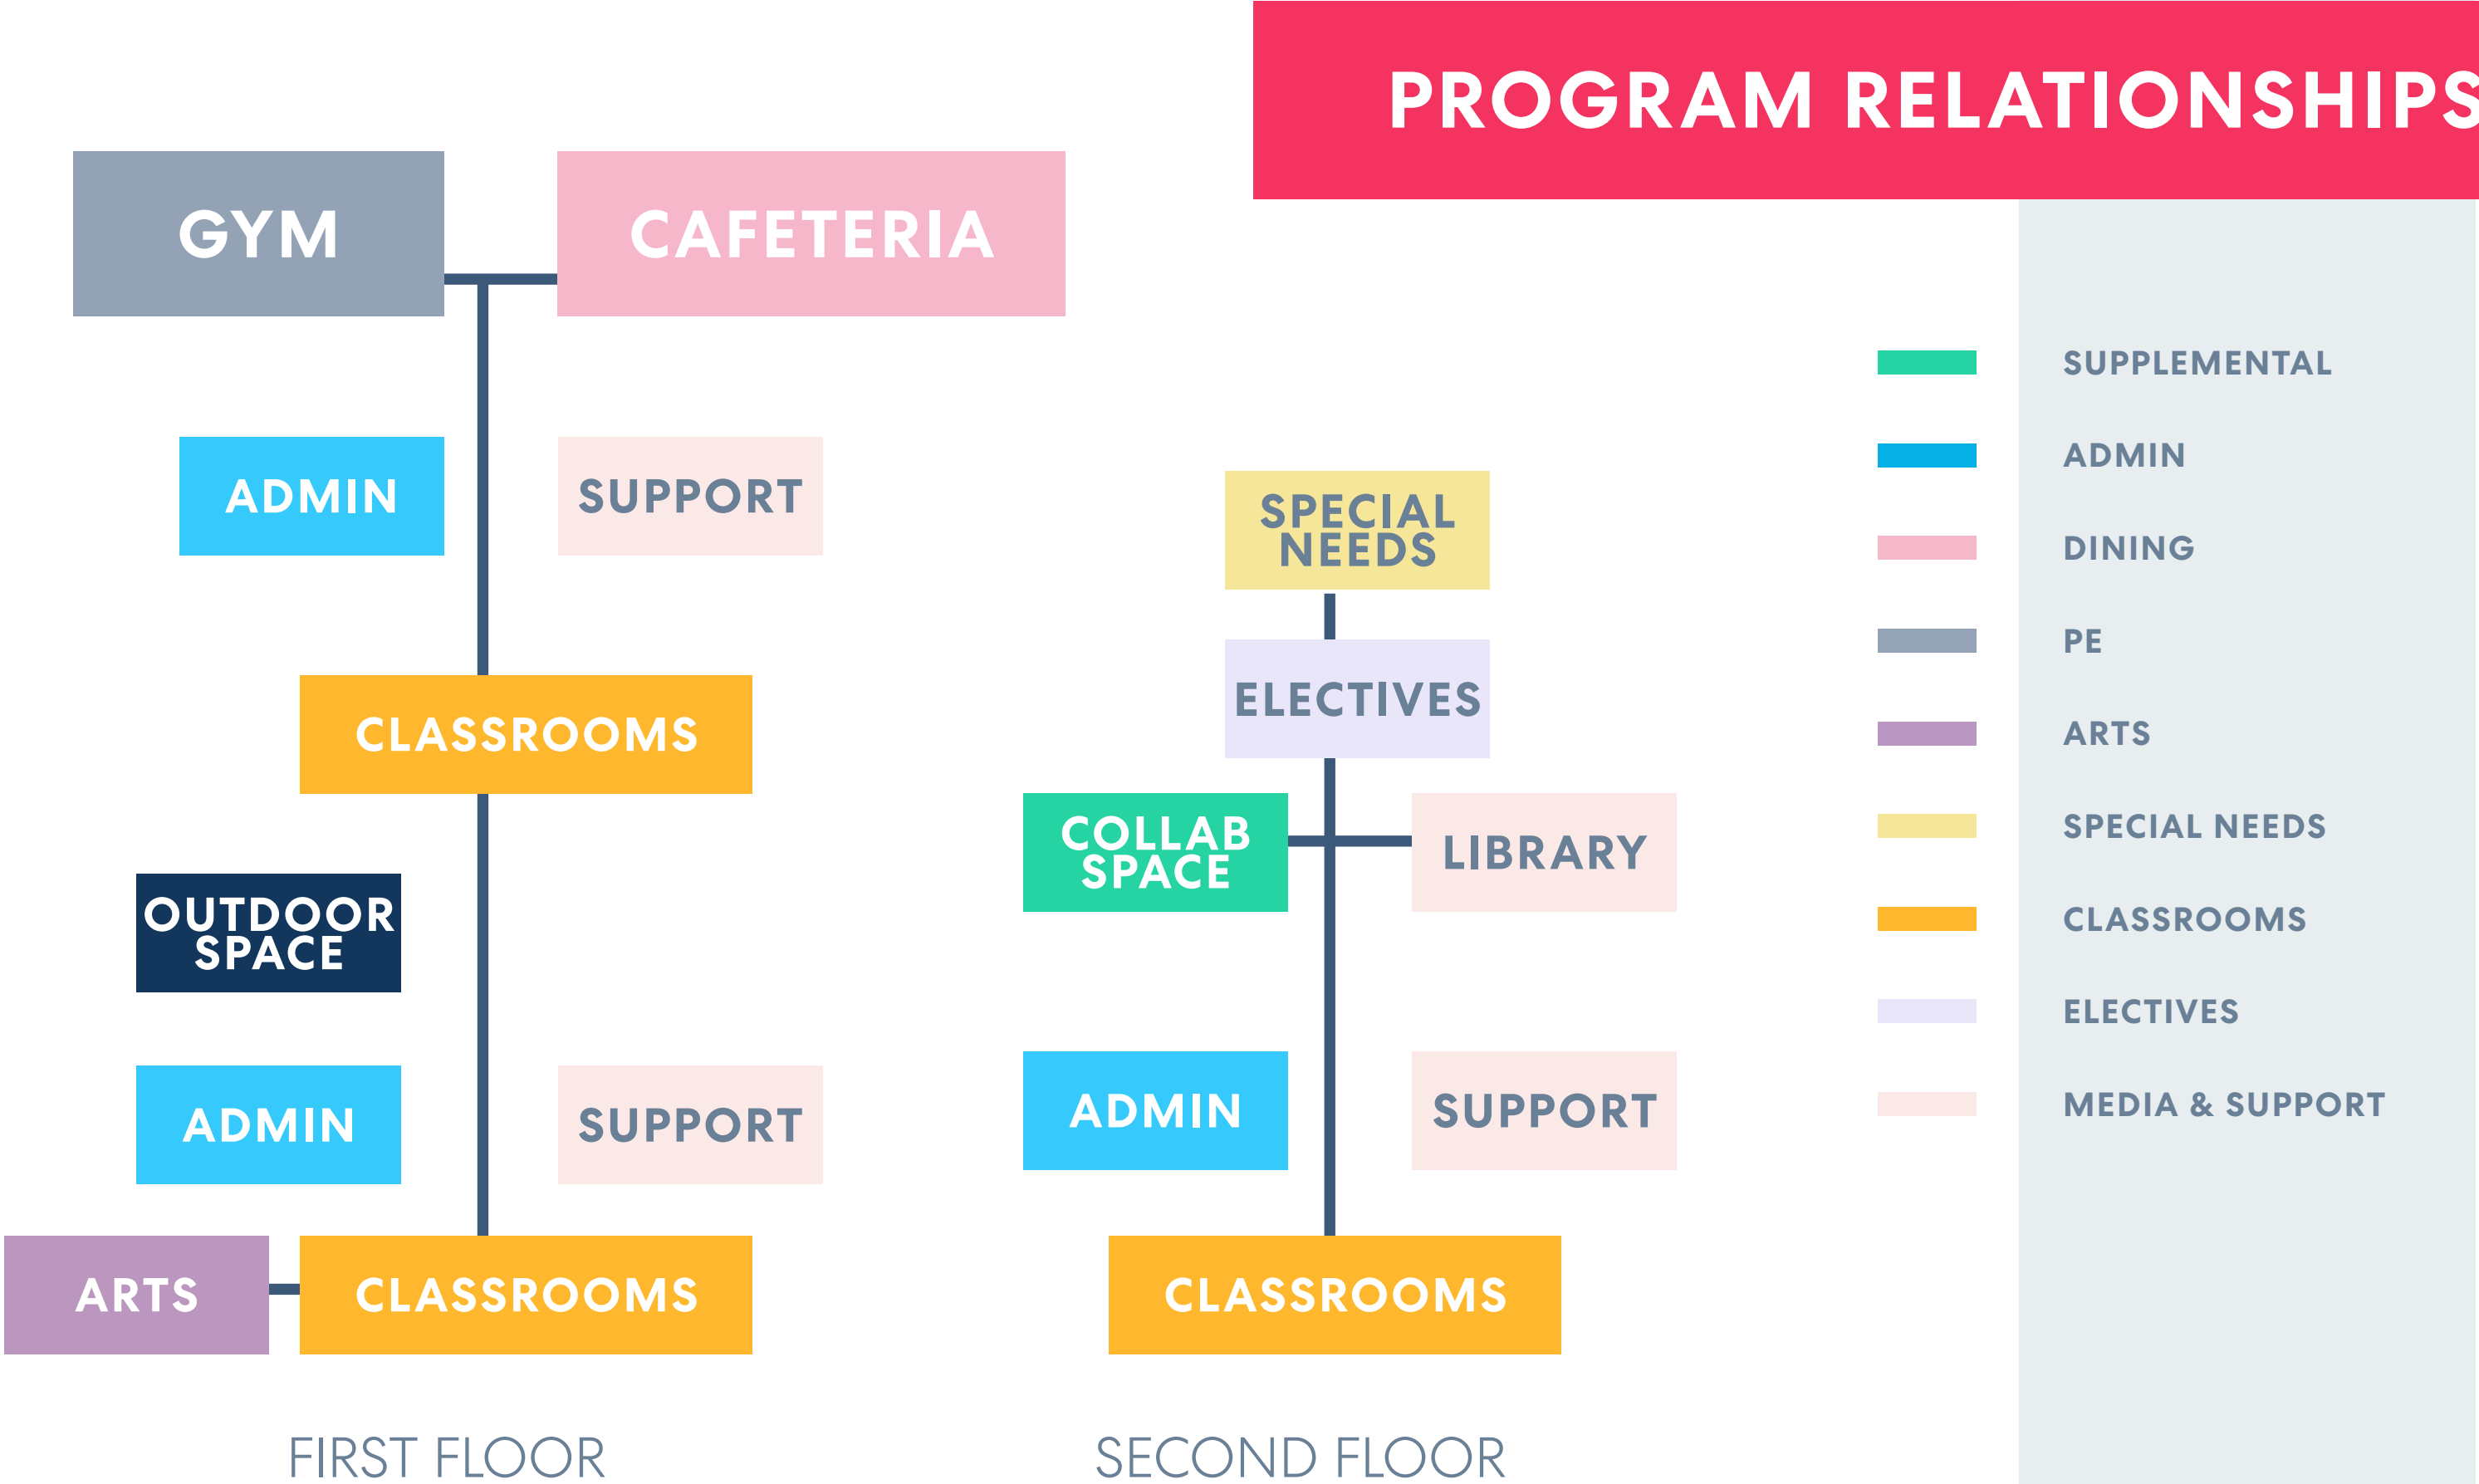 PROGRAM RELATIONSHIPS
GYM
CAFETERIA
ADMIN
SUPPORT
CLASSROOMS
OUTDOOR
SPACE
ADMIN
SUPPORT
ARTS
CLASSROOMS
FIRST FLOOR
SPECIAL
NEEDS
ELECTIVES
COLLAB
SPACE
LIBRARY
ADMIN
SUPPORT
CLASSROOMS
SECOND FLOOR
SUPPLEMENTAL
ADMIN
DINING
PE
ARTS
SPECIAL NEEDS
CLASSROOMS
ELECTIVES
MEDIA & SUPPORT